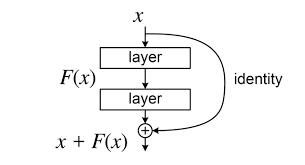 x
layer
F(x)
identity
layer
+
x + F(x)